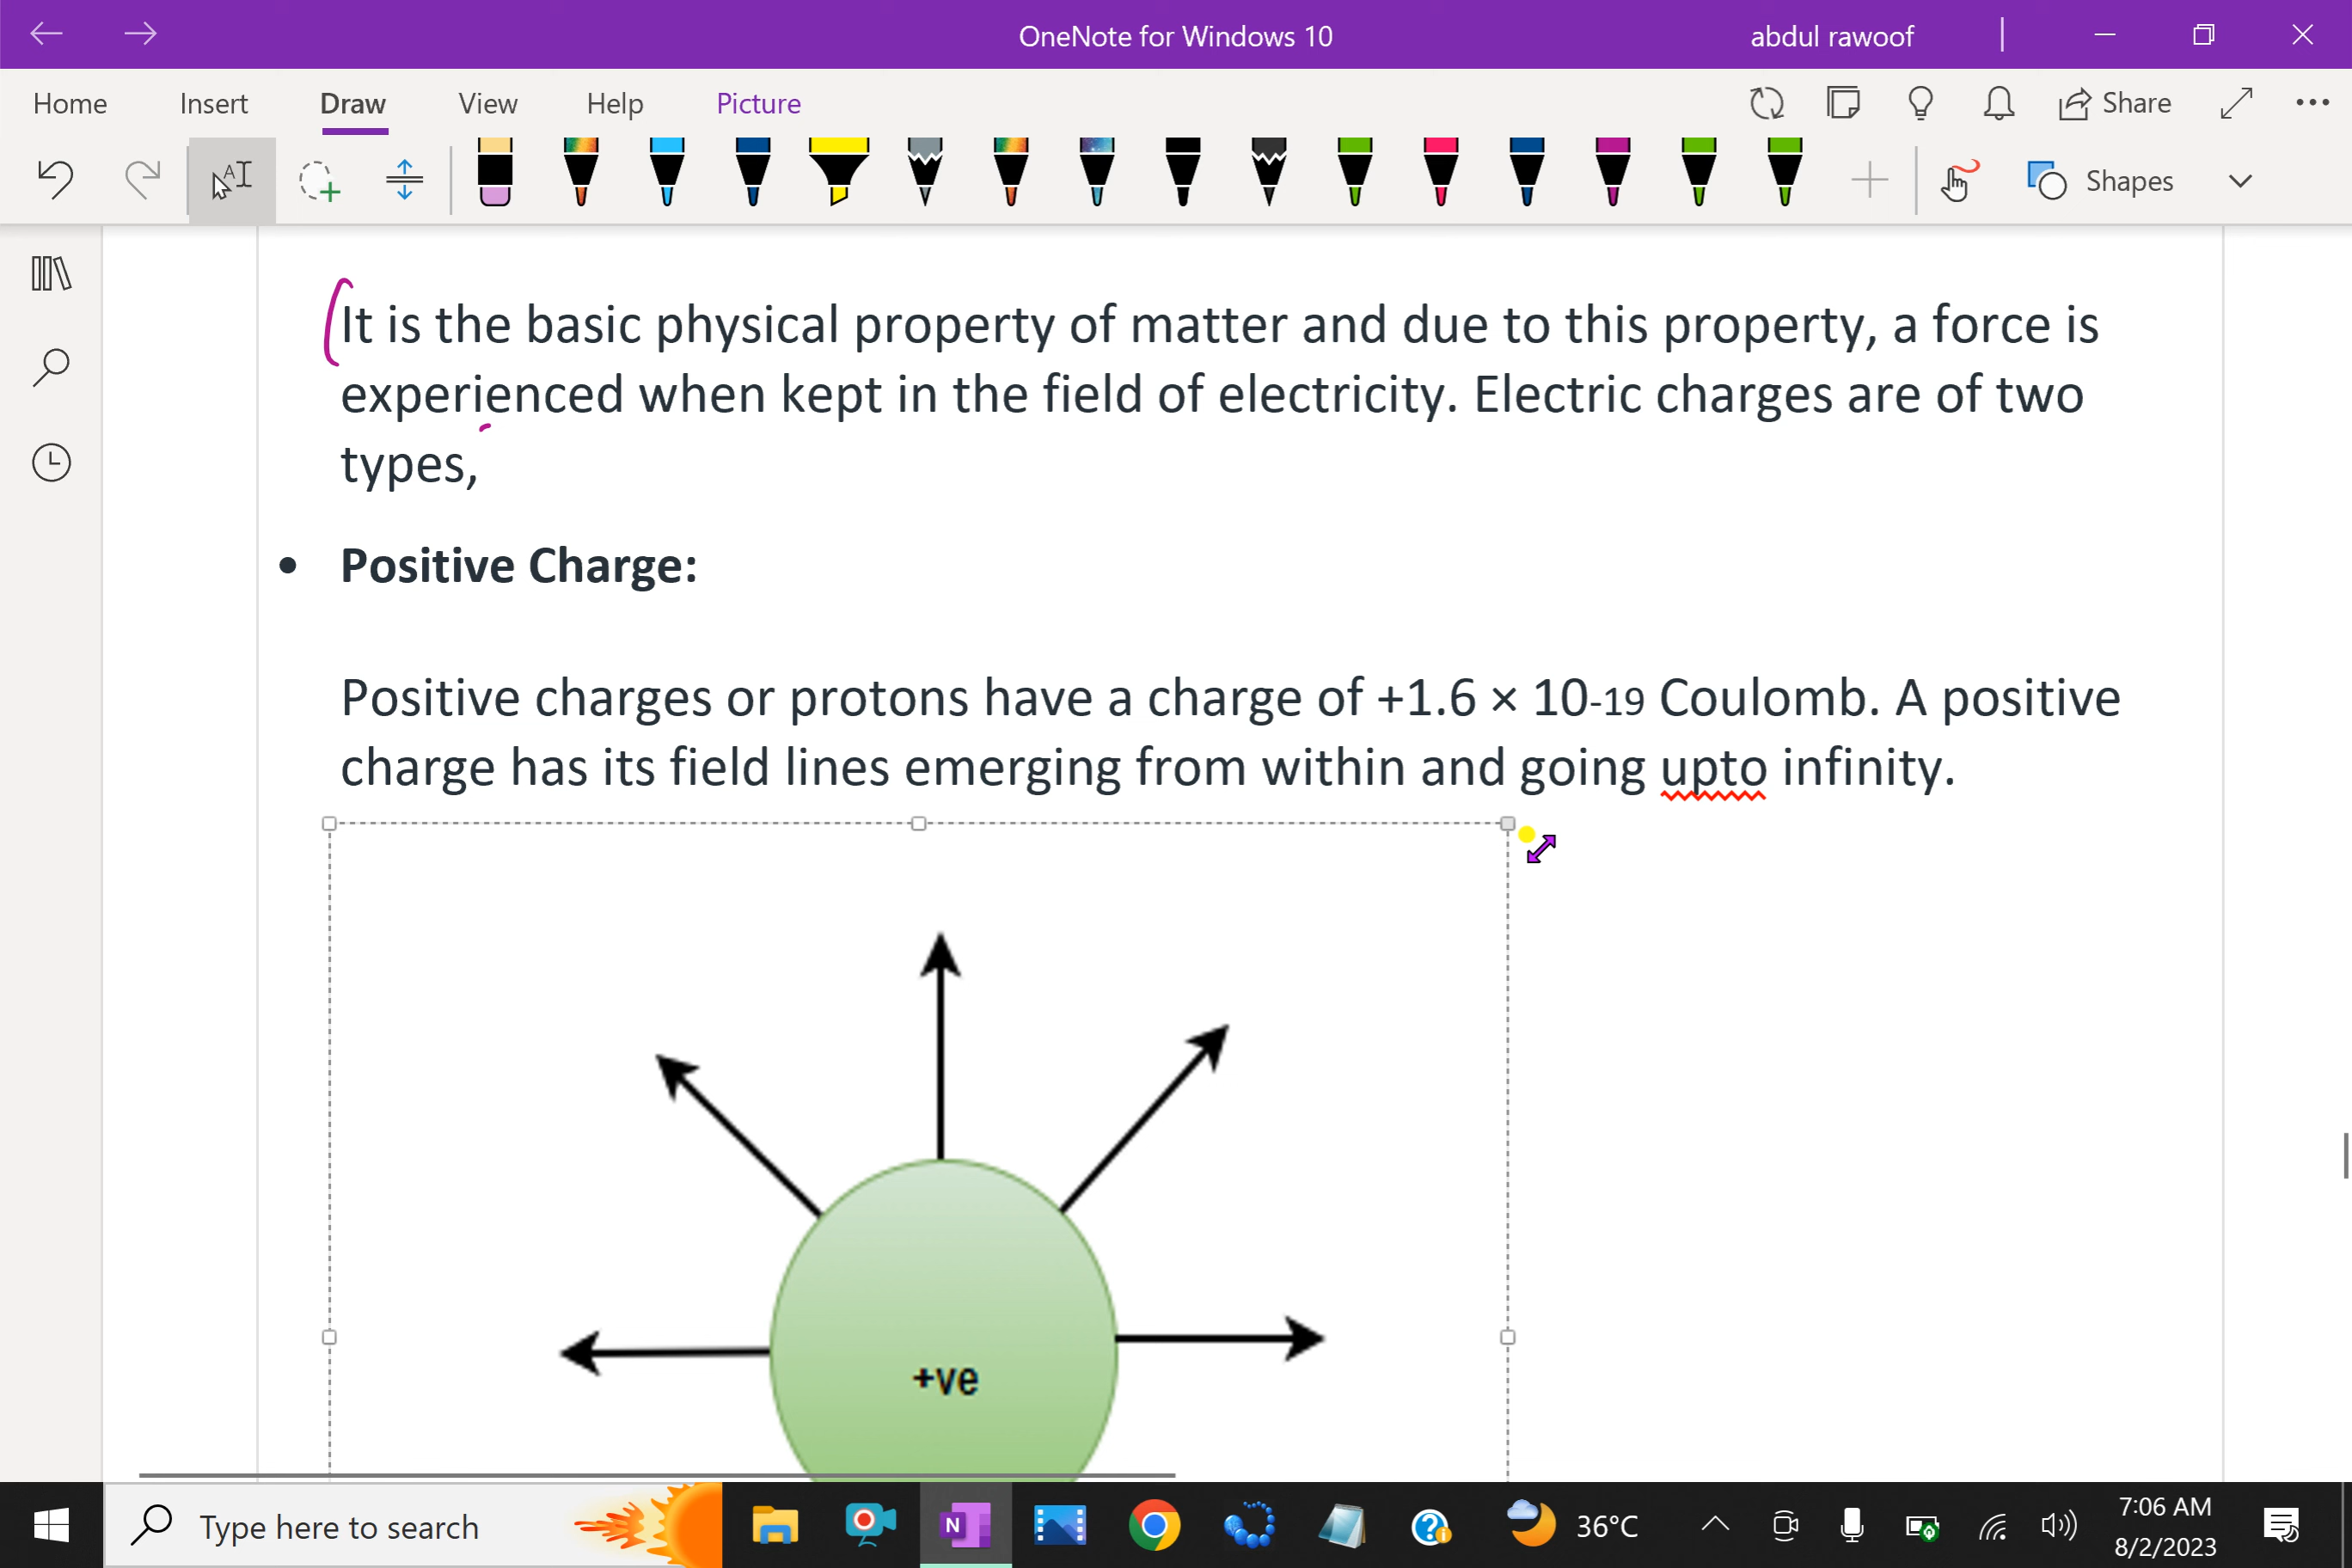 OneNote for Windows 10
abdul rawoof
Home Insert Draw View Help Picture
Share
Shapes
It is the basic physical property of matter and due to this property, a force is
experienced when kept in the field of electricity. Electric charges are of two
types,
• Positive Charge:
Positive charges or protons have a charge of +1.6 × 10-19 Coulomb. A positive
charge has its field lines emerging from within and going upto infinity.
+ve
Type here to search
36°C
7:06 AM
8/2/2023